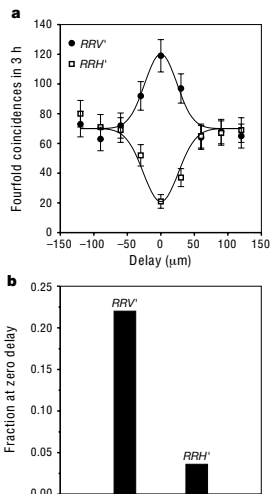 a
Fourfold coincidences in 3 h
140
120
100
80
60
40
20
0
RRV'
RRH'
−150 −100 −50 0 50 100 150
Delay (µm)
b
Fraction at zero delay
0.25
0.20
0.15
0.10
0.05
0.00
RRV'
RRH'